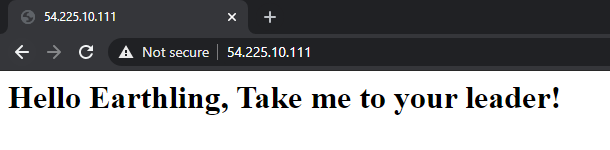 54.225.10.111
Not secure 54.225.10.111
Hello Earthling, Take me to your leader!